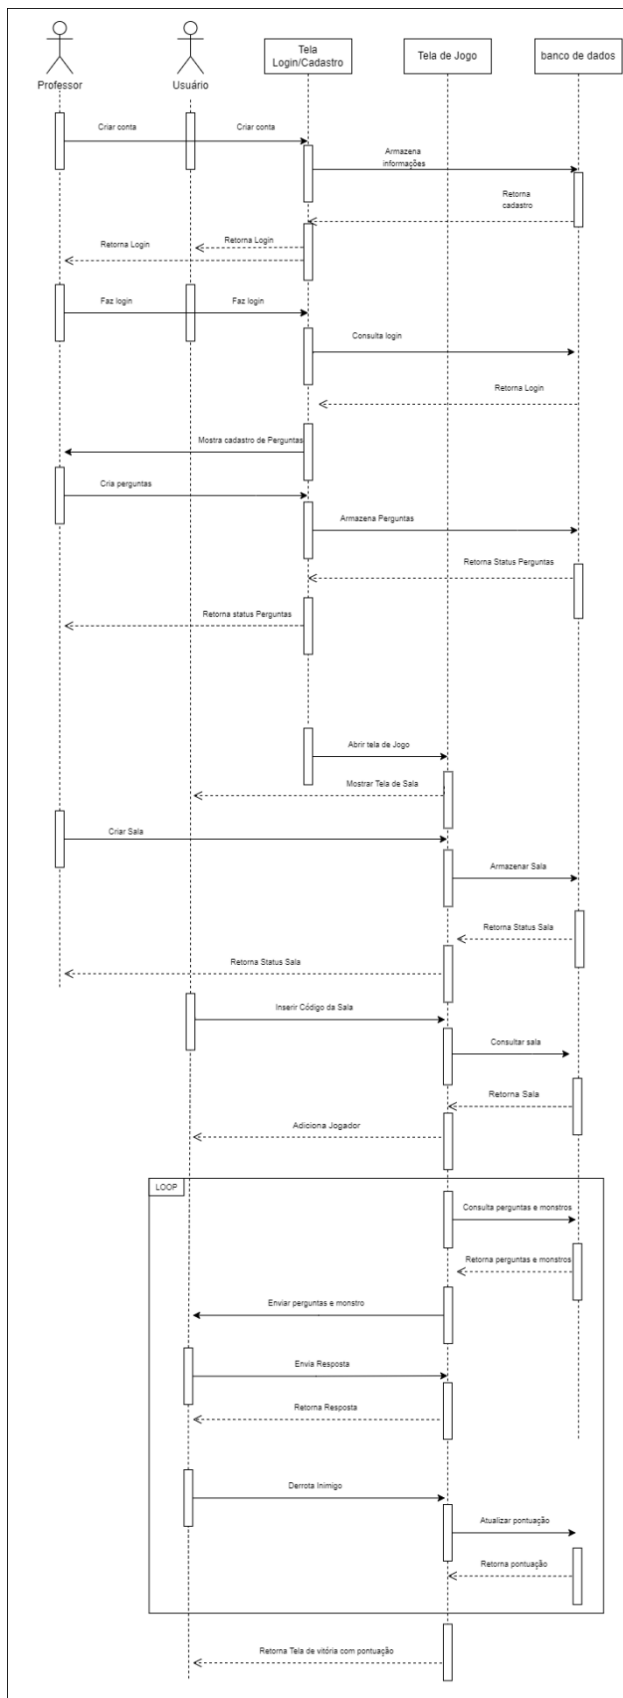 Professor
Usuário
Tela
Login/Cadastro
Tela de Jogo
banco de dados
Criar conta
Criar conta
Armazena
informações
Retorna
cadastro
Retorna Login
Retorna Login
Faz login
Faz login
Consulta login
Retorna Login
Mostra cadastro de Perguntas
Cria perguntas
Armazena Perguntas
Retorna Status Perguntas
Retorna status Perguntas
Abrir tela de Jogo
Mostrar Tela de Sala
Criar Sala
Armazenar Sala
Retorna Status Sala
Retorna Status Sala
Inserir Código da Sala
Consultar sala
Retorna Sala
Adiciona Jogador
LOOP
Consulta perguntas e monstros
Retorna perguntas e monstros
Enviar perguntas e monstro
Envia Resposta
Retorna Resposta
Derrota Inimigo
Atualizar pontuação
Retorna pontuação
Retorna Tela de vitória com pontuação